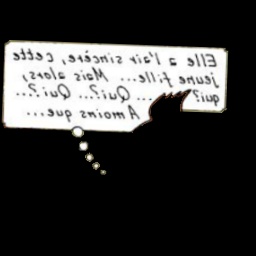 Elle a l'air sincère, cette
jeune fille... Mais alors,
qui? ... Qui?... Qui?...
A moins que...